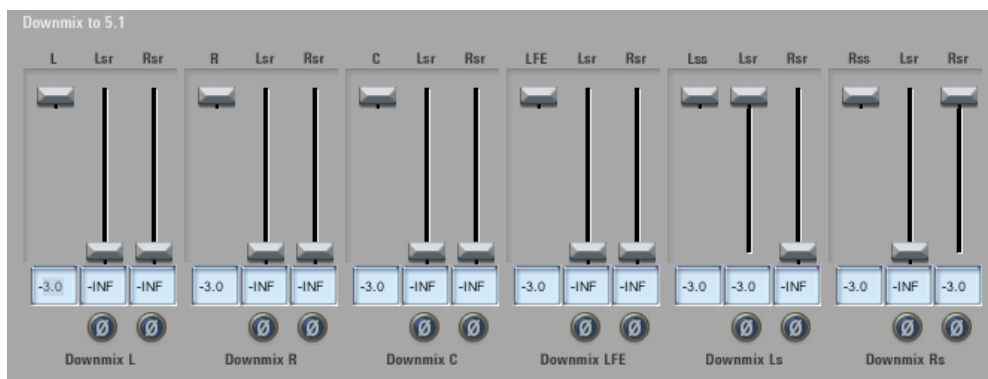 Downmix to 5.1
L Lsr Rsr R Lsr Rsr C Lsr Rsr LFE Lsr Rsr Lss Lsr Rsr Rss Lsr Rsr
-3.0 -INF -INF -3.0 -INF -INF -3.0 -INF -INF -3.0 -INF -INF -3.0 -3.0 -INF -3.0 -INF -3.0
Ø Ø Ø Ø Ø Ø Ø Ø Ø Ø Ø Ø
Downmix L Downmix R Downmix C Downmix LFE Downmix Ls Downmix Rs